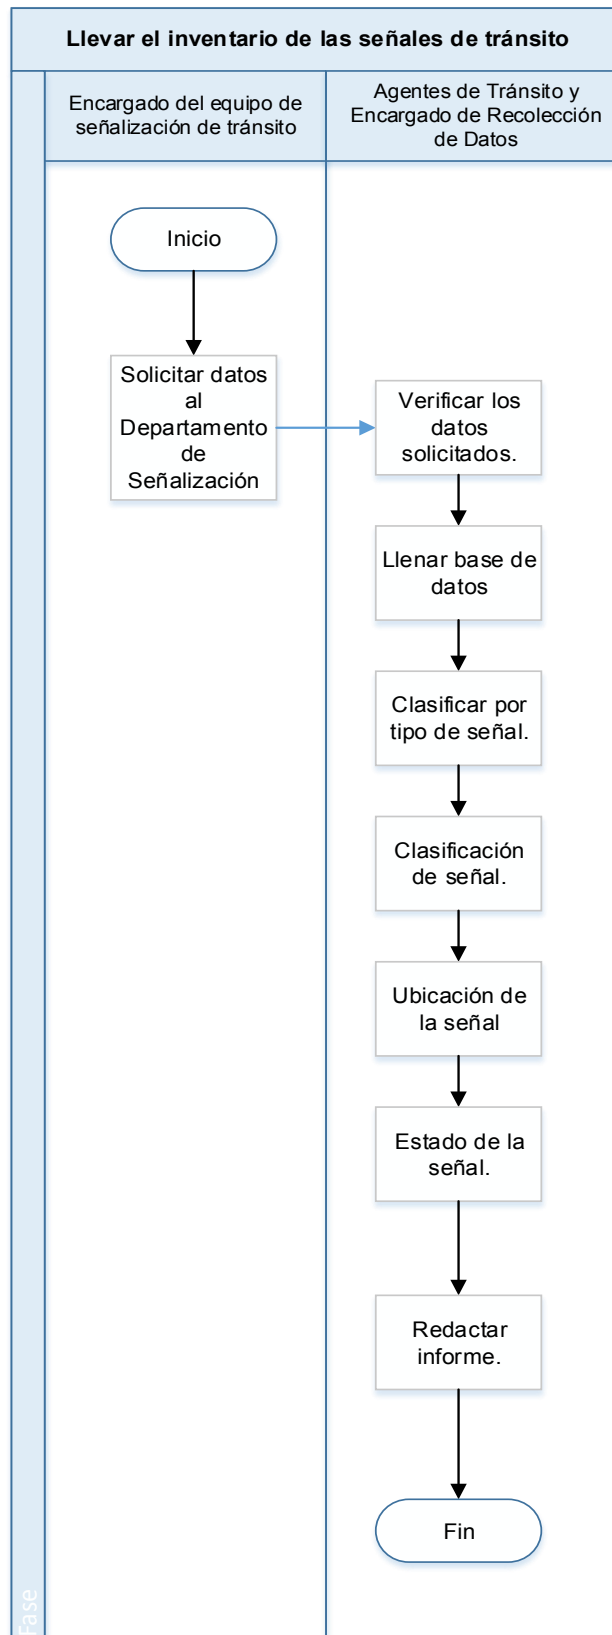 Llevar el inventario de las señales de tránsito
Encargado del equipo de
señalización de tránsito
Agentes de Tránsito y
Encargado de Recolección
de Datos
Inicio
Solicitar datos
al
Departamento
de
Señalización
Verificar los
datos
solicitados.
Llenar base de
datos
Clasificar por
tipo de señal.
Clasificación
de señal.
Ubicación de
la señal
Estado de la
señal.
Redactar
informe.
Fin
Fase